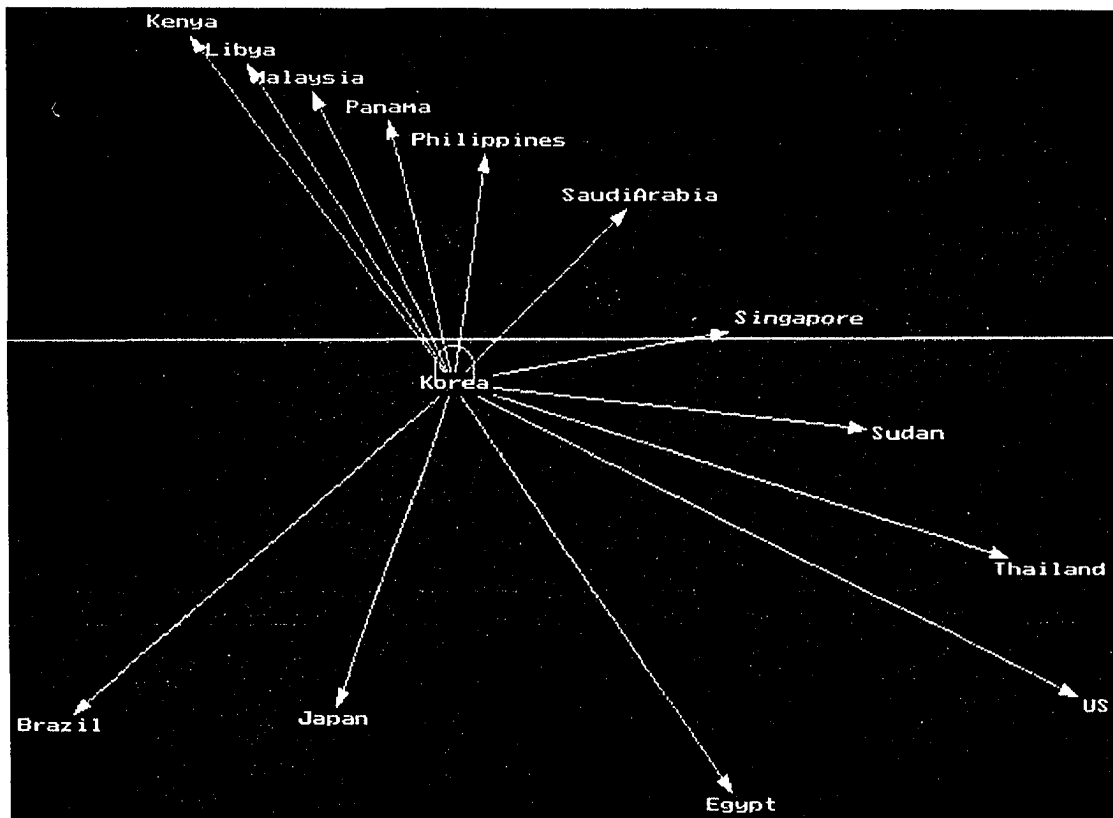 Kenya
Libya
Malaysia
Panama
Philippines
SaudiArabia
Singapore
Korea
Sudan
Thailand
US
Japan
Brazil
Egypt